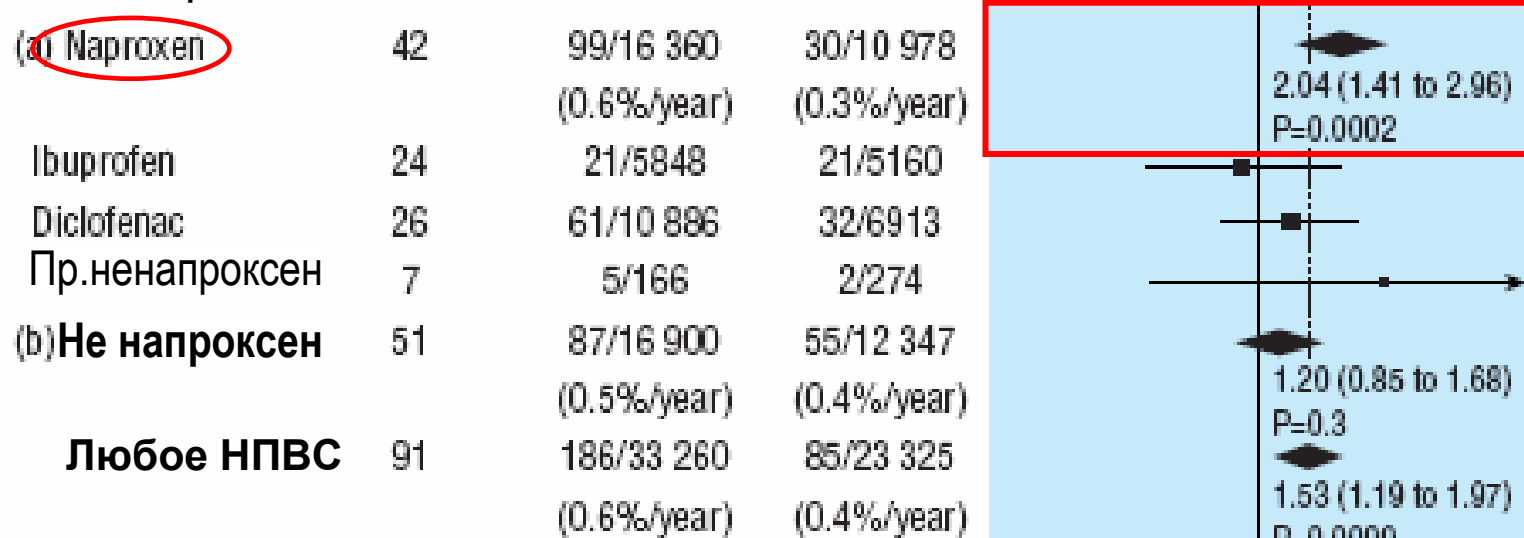 (a) Naproxen 42 99/16 360 30/10 978
(0.6%/year) (0.3%/year)
2.04 (1.41 to 2.96)
P=0.0002
Ibuprofen 24 21/5848 21/5160
Diclofenac 26 61/10 886 32/6913
Пр.ненапроксен 7 5/166 2/274
(b) Не напроксен 51 87/16 900 55/12 347
(0.5%/year) (0.4%/year)
1.20 (0.85 to 1.68)
P=0.3
Любое НПВС 91 186/33 260 85/23 325
(0.6%/year) (0.4%/year)
1.53 (1.19 to 1.97)